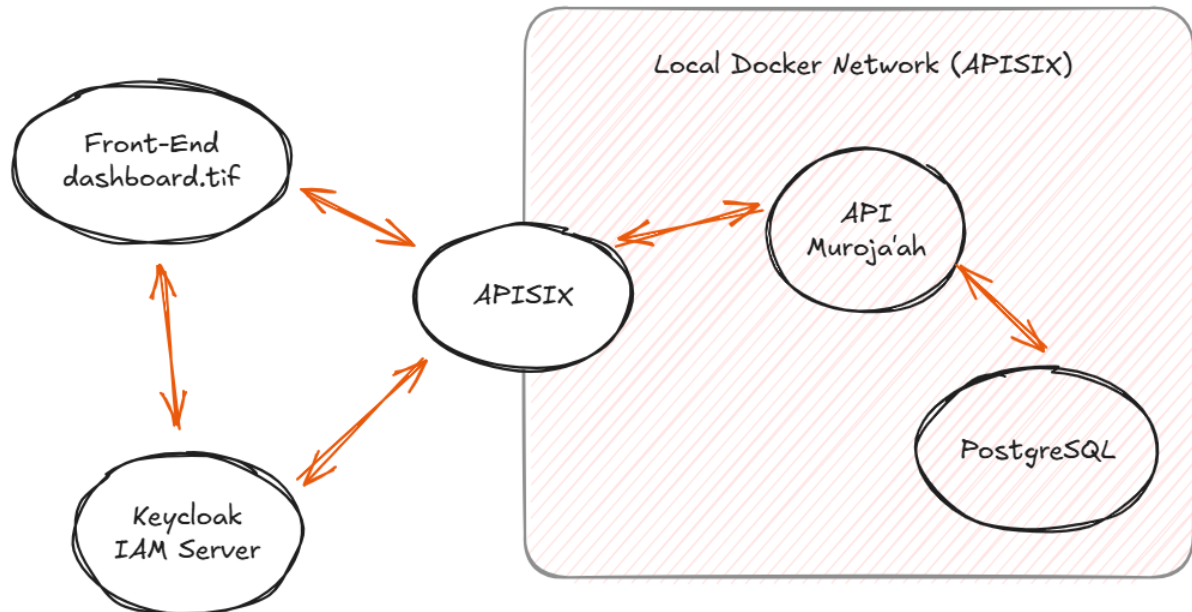 Local Docker Network (APISIX)
Front-End
dashboard.tif
API
Muroja'ah
APISIX
PostgreSQL
Keycloak
IAM Server